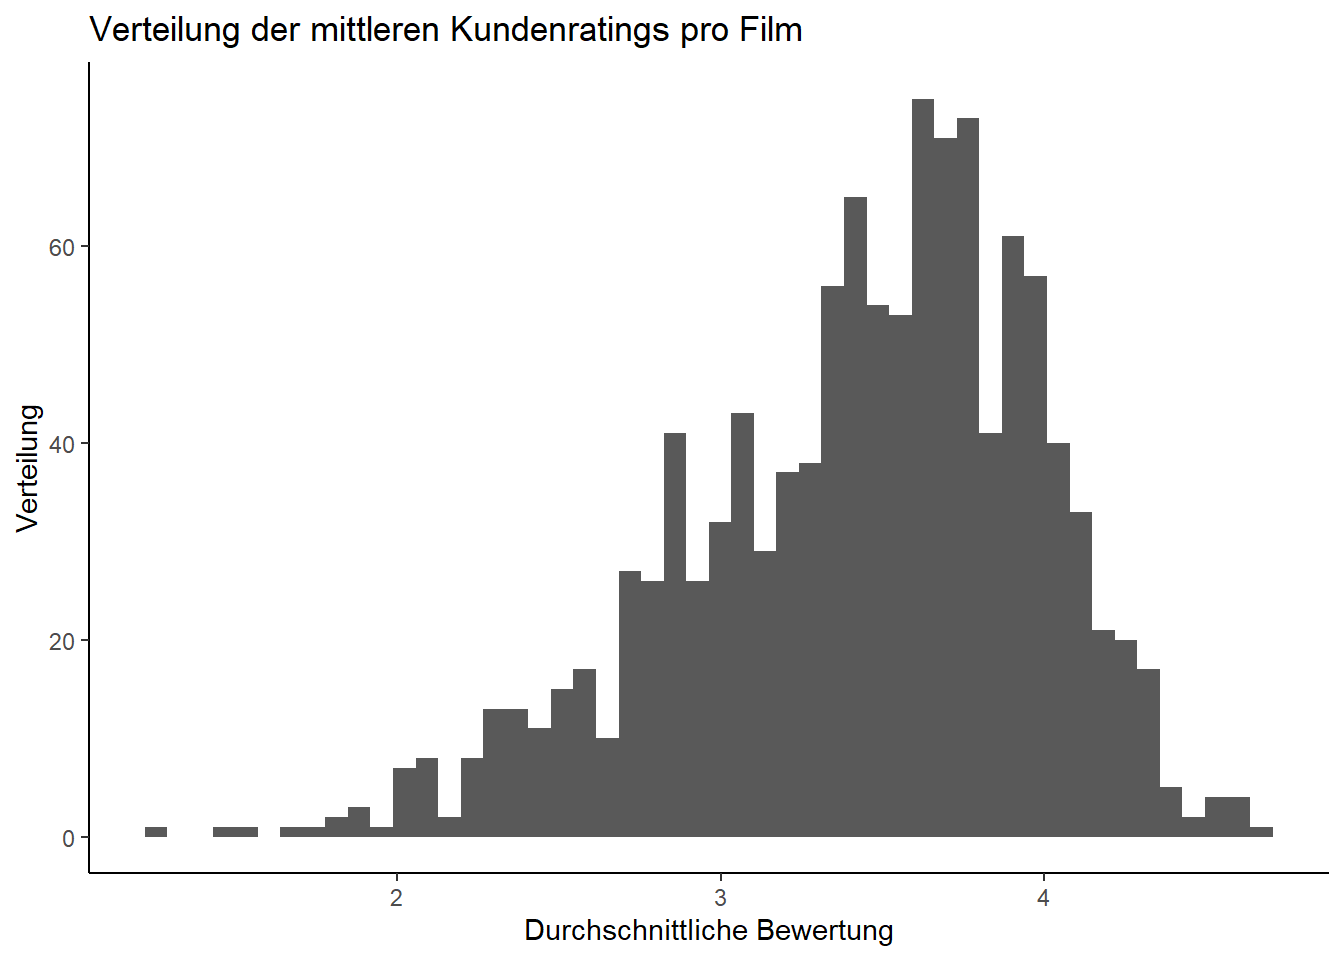 Verteilung der mittleren Kundenratings pro Film
Verteilung
60
40
20
0
2 3 4
Durchschnittliche Bewertung